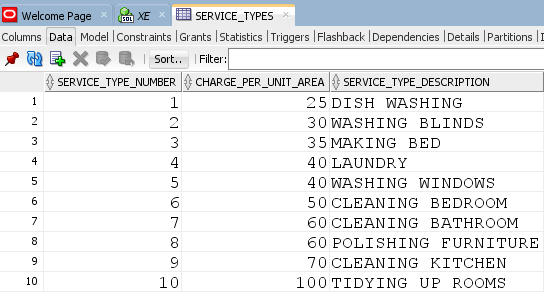 Welcome Page × XE × SERVICE_TYPES ×
Columns Data Model Constraints Grants Statistics Triggers Flashback Dependencies Details Partitions I
SQL
Sort.. Filter:
SERVICE_TYPE_NUMBER CHARGE_PER_UNIT_AREA SERVICE_TYPE_DESCRIPTION
1 1 25 DISH WASHING
2 2 30 WASHING BLINDS
3 3 35 MAKING BED
4 4 40 LAUNDRY
5 5 40 WASHING WINDOWS
6 6 50 CLEANING BEDROOM
7 7 60 CLEANING BATHROOM
8 8 60 POLISHING FURNITURE
9 9 70 CLEANING KITCHEN
10 10 100 TIDYING UP ROOMS